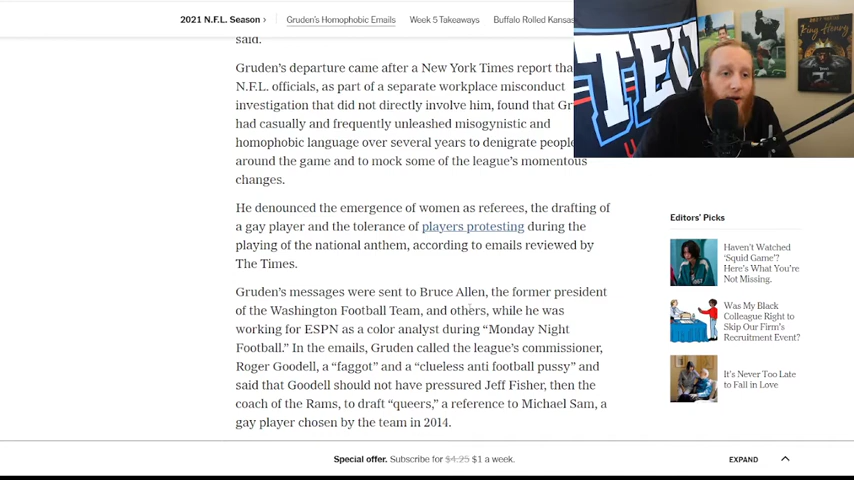 2021 N.F.L. Season › Gruden's Homophobic Emails Week 5 Takeaways Buffalo Rolled Kansas
said.
Gruden's departure came after a New York Times report tha
N.F.L. officials, as part of a separate workplace misconduct
investigation that did not directly involve him, found that Gr
had casually and frequently unleashed misogynistic and
homophobic language over several years to denigrate people
around the game and to mock some of the league's momentous
changes.
He denounced the emergence of women as referees, the drafting of
a gay player and the tolerance of players protesting during the
playing of the national anthem, according to emails reviewed by
The Times.
Gruden's messages were sent to Bruce Allen, the former president
of the Washington Football Team, and others, while he was
working for ESPN as a color analyst during “Monday Night
Football.” In the emails, Gruden called the league's commissioner,
Roger Goodell, a “faggot” and a “clueless anti football pussy” and
said that Goodell should not have pressured Jeff Fisher, then the
coach of the Rams, to draft “queers,” a reference to Michael Sam, a
gay player chosen by the team in 2014.
TEN
King Henry
Editors' Picks
Haven't Watched
‘Squid Game’?
Here's What You're
Not Missing.
Was My Black
Colleague Right to
Skip Our Firm's
Recruitment Event?
It's Never Too Late
to Fall in Love
Special offer. Subscribe for $4.25 $1 a week.
EXPAND